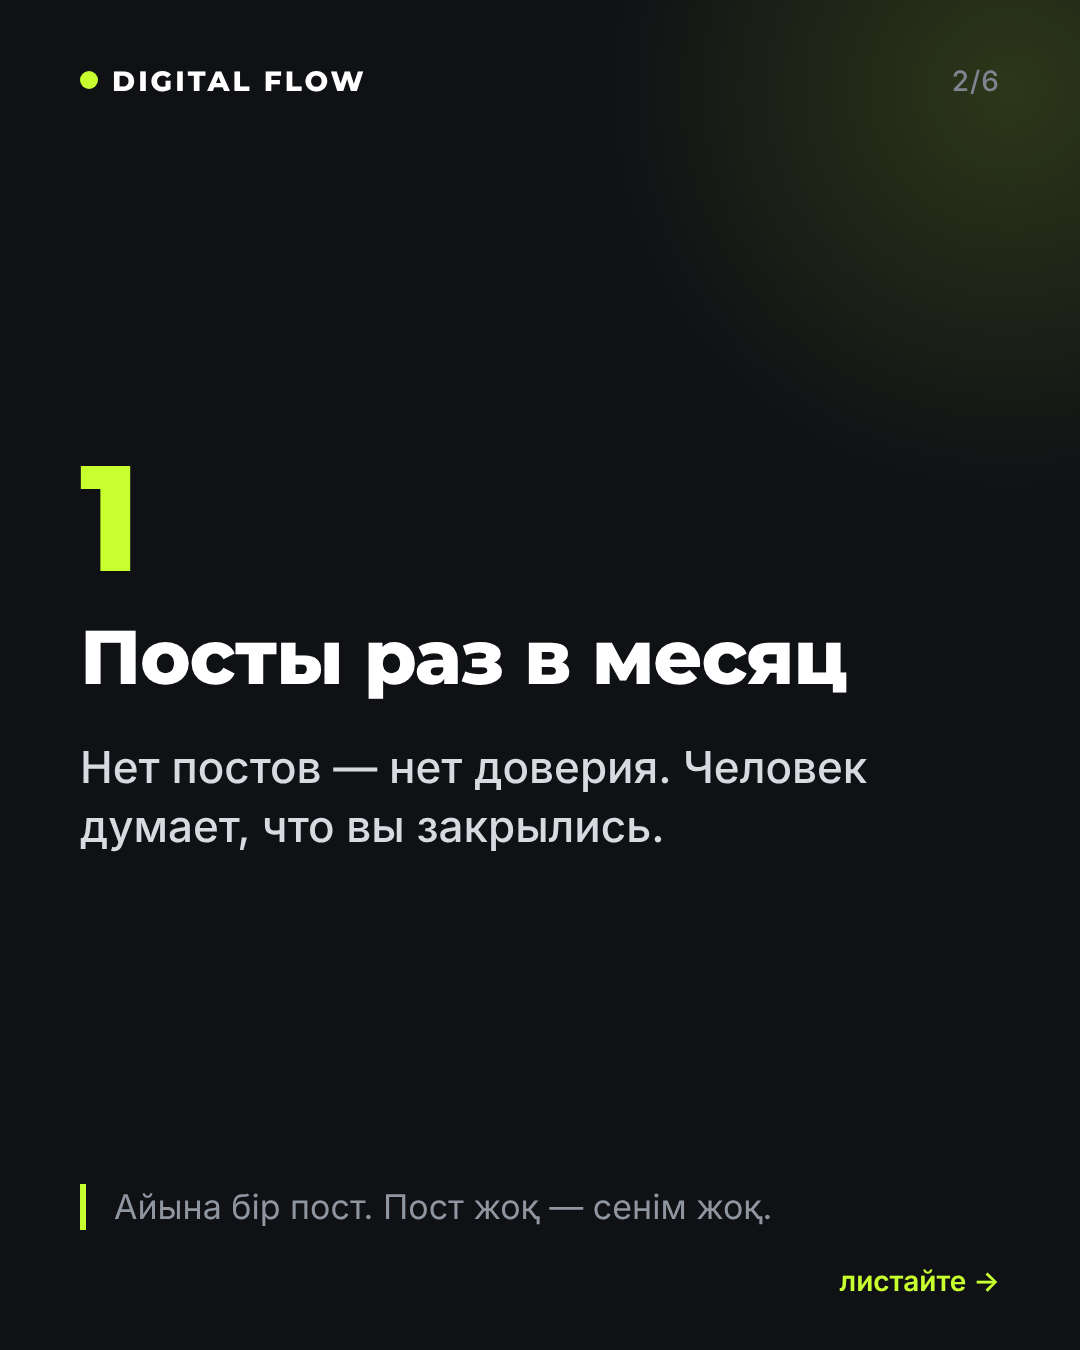 DIGITAL FLOW
2/6
1
Посты раз в месяц
Нет постов — нет доверия. Человек
думает, что вы закрылись.
Айына бір пост. Пост жоқ — сенім жоқ.
листайте →